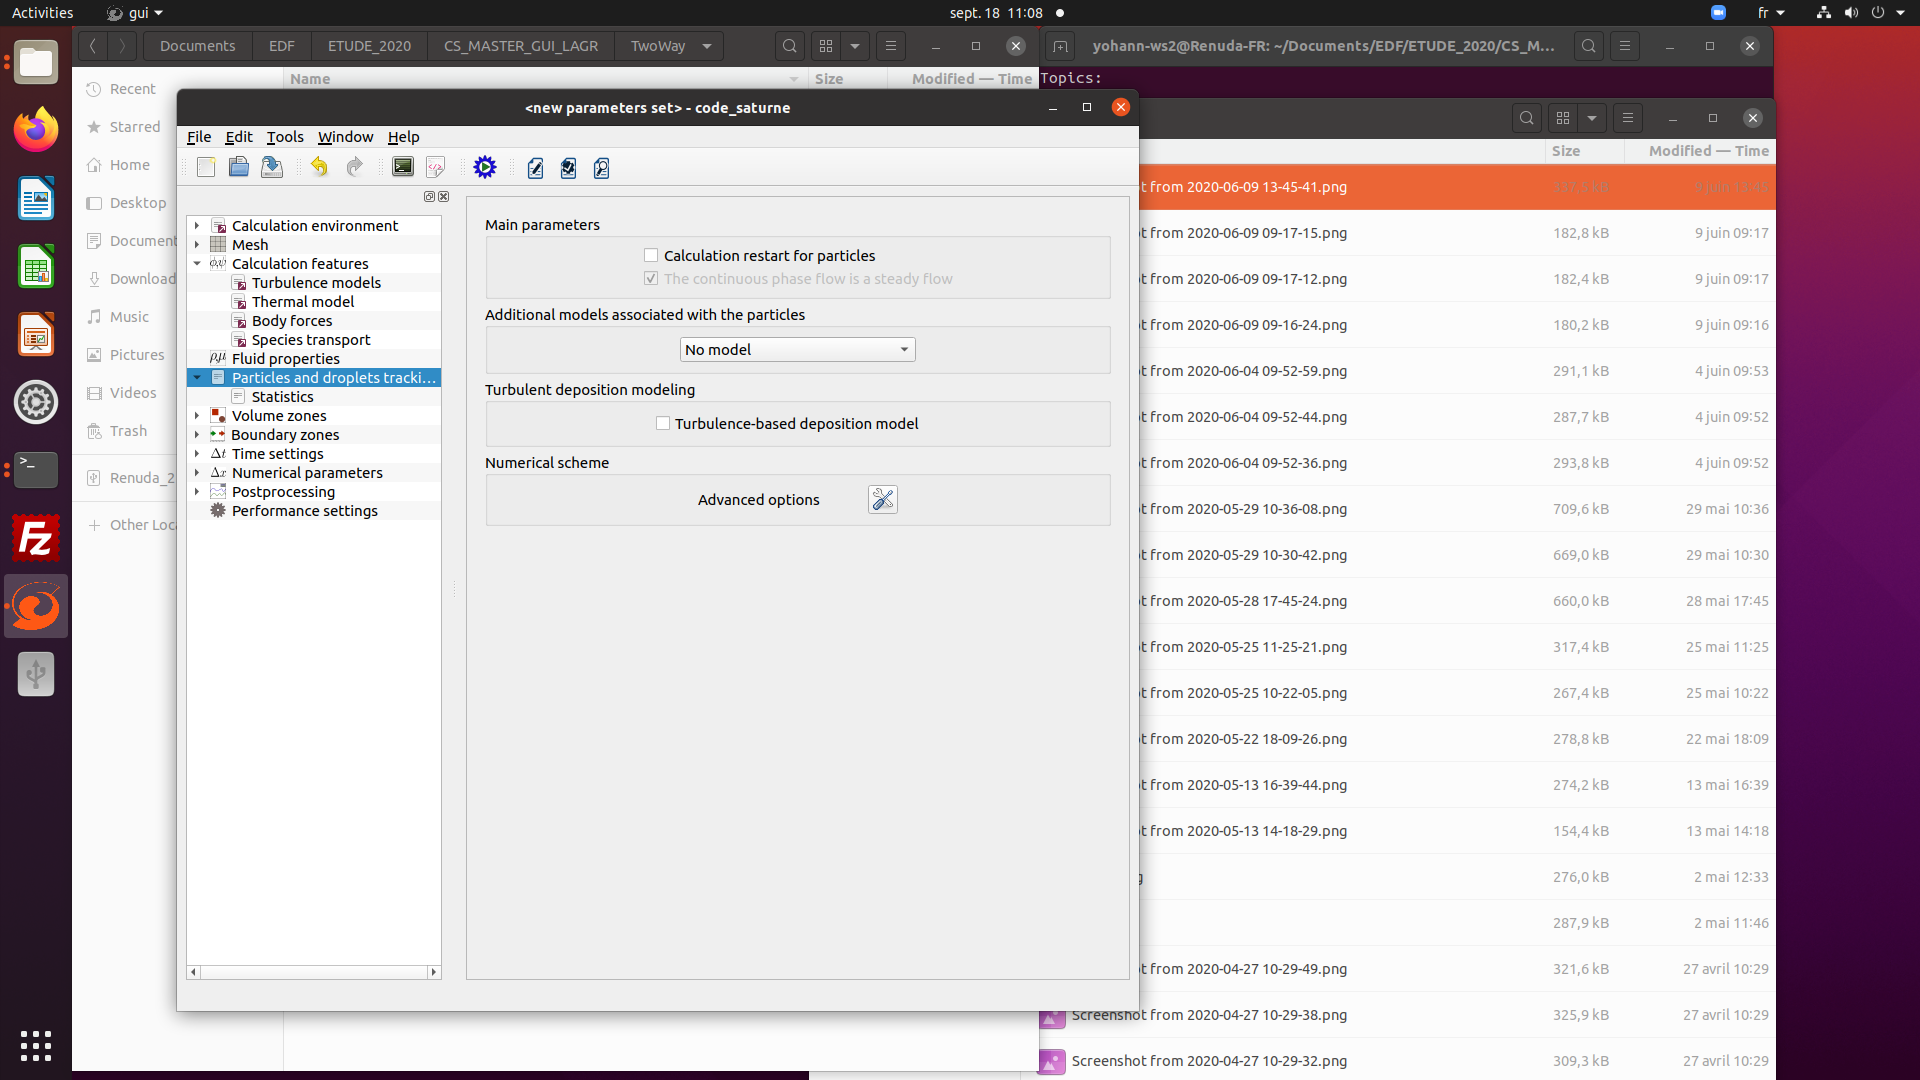 Activities
gui
sept. 18 11:08
fr
Documents
EDF
ETUDE_2020
CS_MASTER_GUI_LAGR
TwoWay
yohann-ws2@Renuda-FR: ~/Documents/EDF/ETUDE_2020/CS_M...
Recent
Starred
Home
Desktop
Document
Download
Music
Pictures
Videos
Trash
Renuda_2
Other Loca
Name
Size
Modified — Time
Topics:
<new parameters set> - code_saturne
File Edit Tools Window Help
Calculation environment
Mesh
Calculation features
Turbulence models
Thermal model
Body forces
Species transport
Fluid properties
Particles and droplets tracki...
Statistics
Volume zones
Boundary zones
Time settings
Numerical parameters
Postprocessing
Performance settings
Main parameters
Calculation restart for particles
The continuous phase flow is a steady flow
Additional models associated with the particles
No model
Turbulent deposition modeling
Turbulence-based deposition model
Numerical scheme
Advanced options
Size
Modified — Time
t from 2020-06-09 13-45-41.png
t from 2020-06-09 09-17-15.png 182,8 kB 9 juin 09:17
t from 2020-06-09 09-17-12.png 182,4 kB 9 juin 09:17
t from 2020-06-09 09-16-24.png 180,2 kB 9 juin 09:16
t from 2020-06-04 09-52-59.png 291,1 kB 4 juin 09:53
t from 2020-06-04 09-52-44.png 287,7 kB 4 juin 09:52
t from 2020-06-04 09-52-36.png 293,8 kB 4 juin 09:52
t from 2020-05-29 10-36-08.png 709,6 kB 29 mai 10:36
t from 2020-05-29 10-30-42.png 669,0 kB 29 mai 10:30
t from 2020-05-28 17-45-24.png 660,0 kB 28 mai 17:45
t from 2020-05-25 11-25-21.png 317,4 kB 25 mai 11:25
t from 2020-05-25 10-22-05.png 267,4 kB 25 mai 10:22
t from 2020-05-22 18-09-26.png 278,8 kB 22 mai 18:09
t from 2020-05-13 16-39-44.png 274,2 kB 13 mai 16:39
t from 2020-05-13 14-18-29.png 154,4 kB 13 mai 14:18
g 276,0 kB 2 mai 12:33
287,9 kB 2 mai 11:46
t from 2020-04-27 10-29-49.png 321,6 kB 27 avril 10:29
Screenshot from 2020-04-27 10-29-38.png 325,9 kB 27 avril 10:29
Screenshot from 2020-04-27 10-29-32.png 309,3 kB 27 avril 10:29